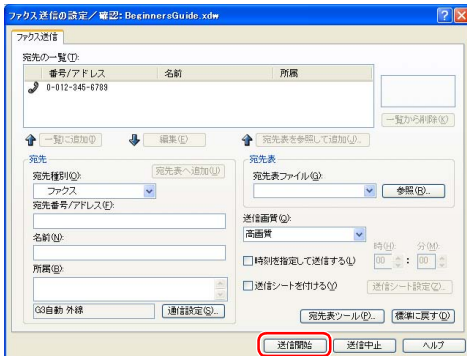 ファクス送信の設定／確認: BeginnersGuide.xdw
ファクス送信
宛先の一覧(T):
番号/アドレス 名前 所属
0-012-345-6789
一覧から削除(K)
一覧に追加(I) 編集(E) 宛先表を参照して追加(J)...
宛先
宛先種別(O): 宛先表へ追加(U)
ファクス
宛先番号/アドレス(F):
名前(N):
所属(B):
G3自動 外線 通信設定(S)...
宛先表
宛先表ファイル(G):
参照(R)...
送信画質(Q):
高画質
時刻を指定して送信する(L) 時(H): 分(M):
00 : 00
送信シートを付ける(Y) 送信シート設定(Z)...
宛先表ツール(P)... 標準に戻す(D)
送信開始 送信中止 ヘルプ